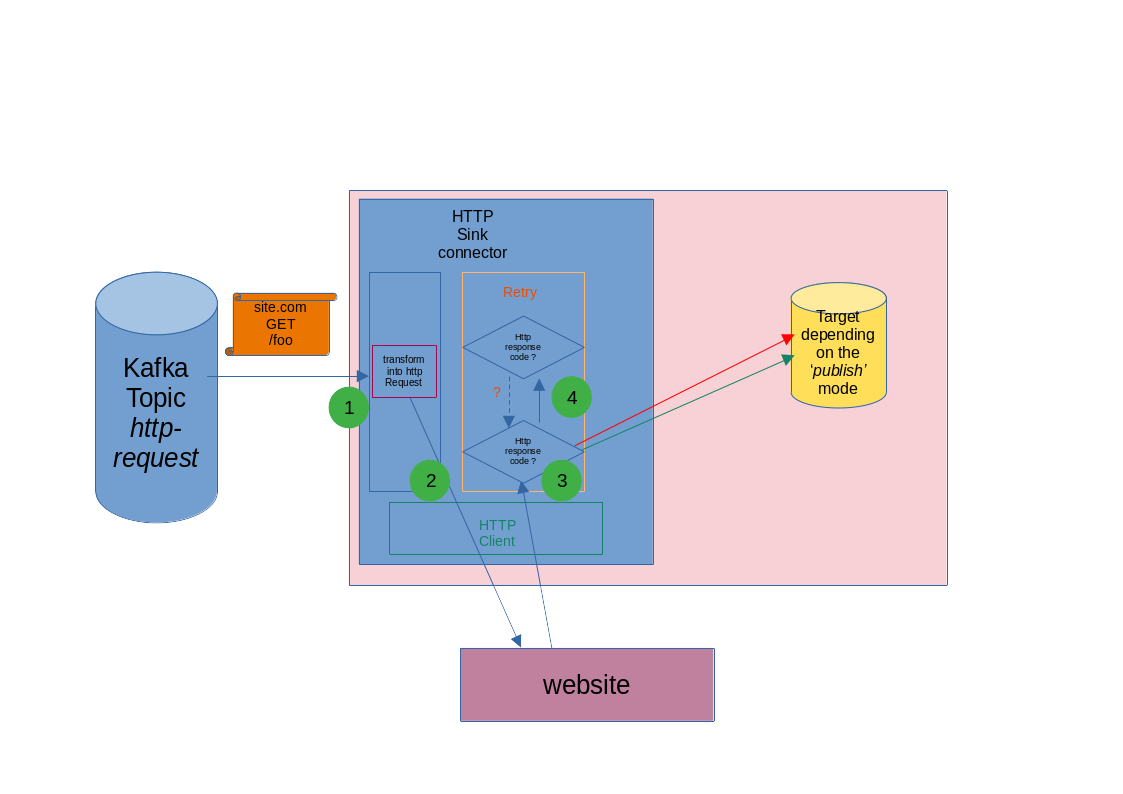 HTTP
Sink
connector
site.com
GET
/foo
Kafka
Topic
http-
request
1
transform
into http
Request
2
Retry
Http
response
code ?
?
4
Http
response
code ?
3
HTTP
Client
Target
depending
on the
‘publish’
mode
website